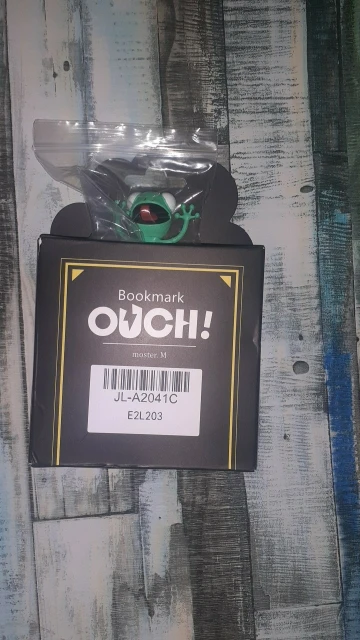 Bookmark
OUCH!
moster.M
JL-A2041C
E2L203